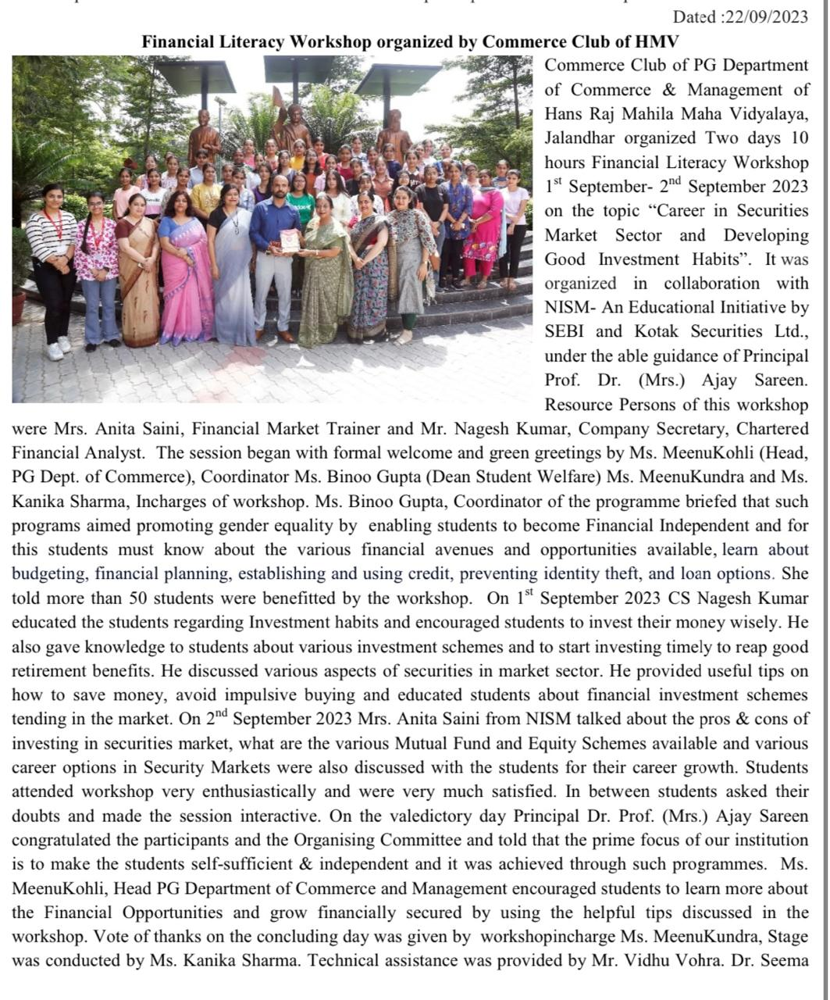 Dated :22/09/2023
Financial Literacy Workshop organized by Commerce Club of HMV
Commerce Club of PG Department
of Commerce & Management of
Hans Raj Mahila Maha Vidyalaya,
Jalandhar organized Two days 10
hours Financial Literacy Workshop
1st September- 2nd September 2023
on the topic “Career in Securities
Market Sector and Developing
Good Investment Habits”. It was
organized in collaboration with
NISM- An Educational Initiative by
SEBI and Kotak Securities Ltd.,
under the able guidance of Principal
Prof. Dr. (Mrs.) Ajay Sareen.
Resource Persons of this workshop
were Mrs. Anita Saini, Financial Market Trainer and Mr. Nagesh Kumar, Company Secretary, Chartered
Financial Analyst. The session began with formal welcome and green greetings by Ms. MeenuKohli (Head,
PG Dept. of Commerce), Coordinator Ms. Binoo Gupta (Dean Student Welfare) Ms. MeenuKundra and Ms.
Kanika Sharma, Incharges of workshop. Ms. Binoo Gupta, Coordinator of the programme briefed that such
programs aimed promoting gender equality by enabling students to become Financial Independent and for
this students must know about the various financial avenues and opportunities available, learn about
budgeting, financial planning, establishing and using credit, preventing identity theft, and loan options. She
told more than 50 students were benefitted by the workshop. On 1st September 2023 CS Nagesh Kumar
educated the students regarding Investment habits and encouraged students to invest their money wisely. He
also gave knowledge to students about various investment schemes and to start investing timely to reap good
retirement benefits. He discussed various aspects of securities in market sector. He provided useful tips on
how to save money, avoid impulsive buying and educated students about financial investment schemes
tending in the market. On 2nd September 2023 Mrs. Anita Saini from NISM talked about the pros & cons of
investing in securities market, what are the various Mutual Fund and Equity Schemes available and various
career options in Security Markets were also discussed with the students for their career growth. Students
attended workshop very enthusiastically and were very much satisfied. In between students asked their
doubts and made the session interactive. On the valedictory day Principal Dr. Prof. (Mrs.) Ajay Sareen
congratulated the participants and the Organising Committee and told that the prime focus of our institution
is to make the students self-sufficient & independent and it was achieved through such programmes. Ms.
MeenuKohli, Head PG Department of Commerce and Management encouraged students to learn more about
the Financial Opportunities and grow financially secured by using the helpful tips discussed in the
workshop. Vote of thanks on the concluding day was given by workshopincharge Ms. MeenuKundra, Stage
was conducted by Ms. Kanika Sharma. Technical assistance was provided by Mr. Vidhu Vohra. Dr. Seema